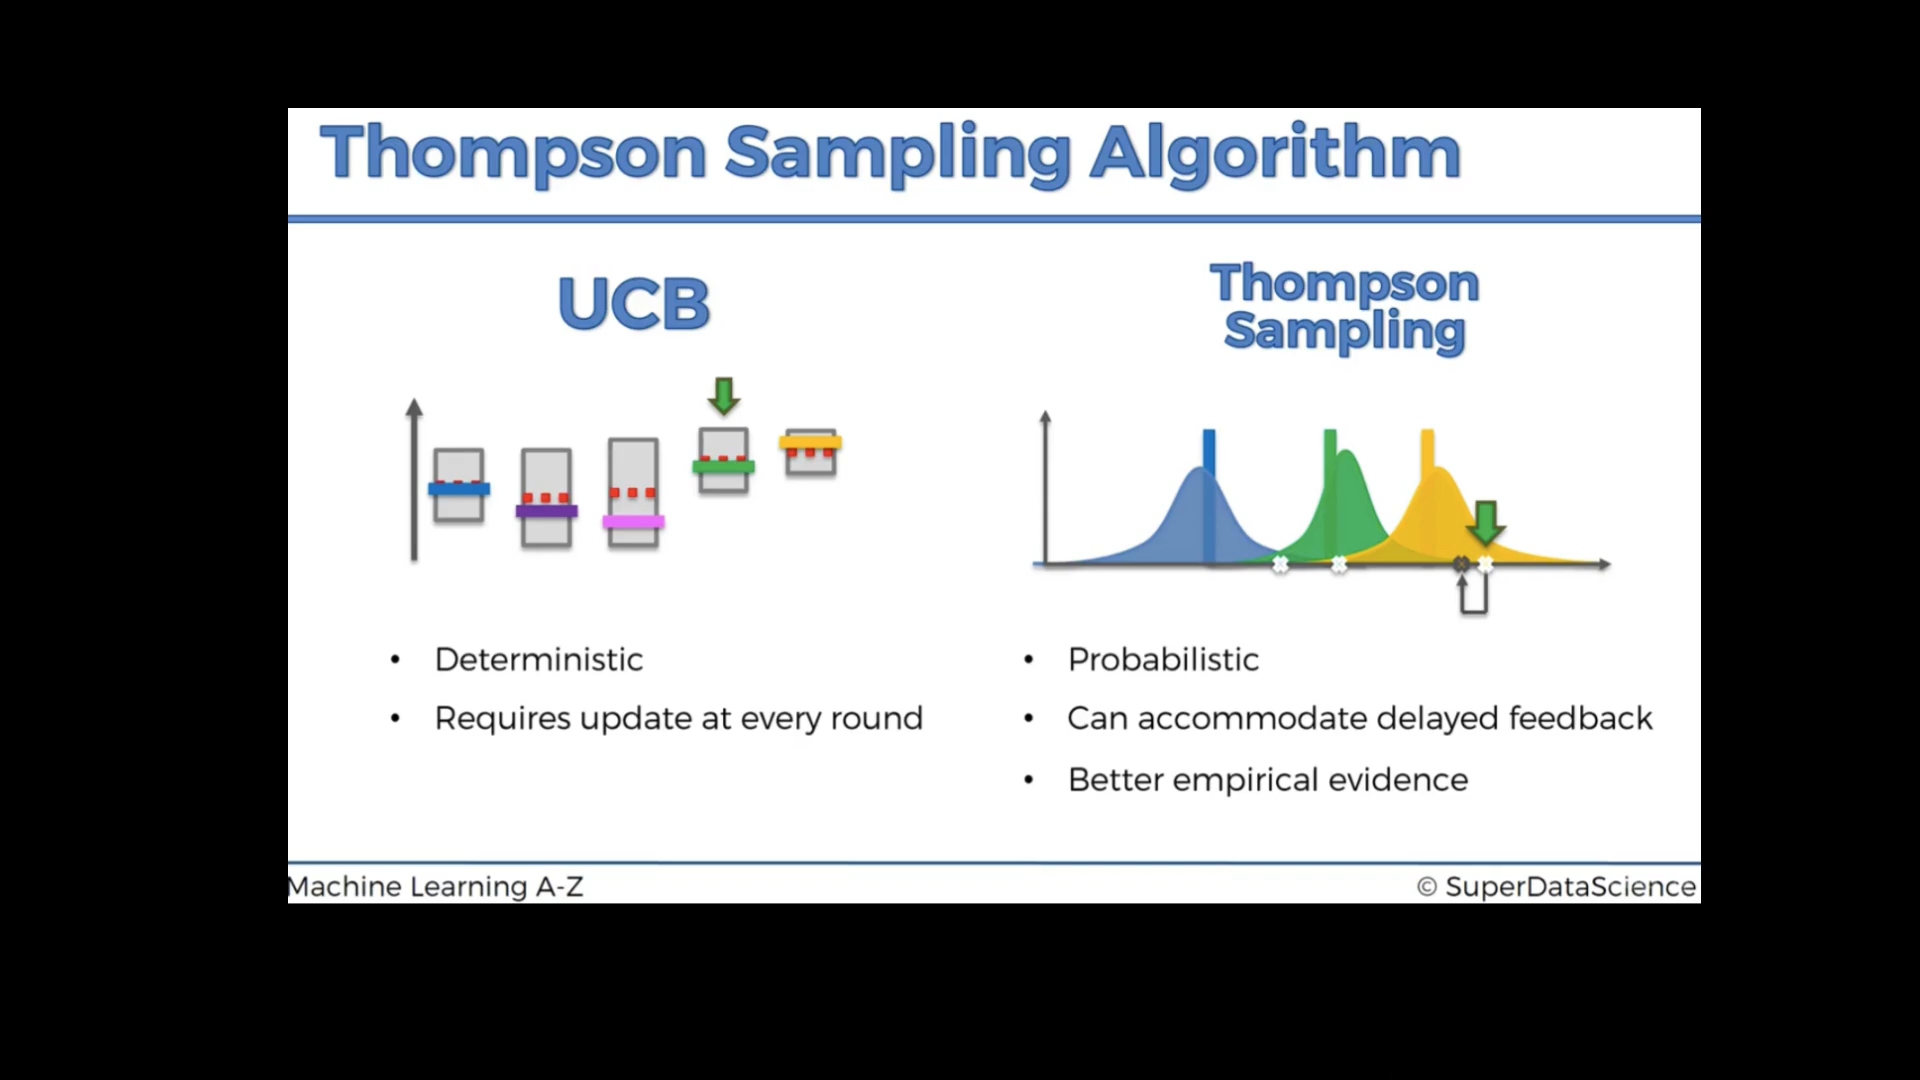 Thompson Sampling Algorithm
UCB
Thompson
Sampling
• Deterministic
• Requires update at every round
• Probabilistic
• Can accommodate delayed feedback
• Better empirical evidence
Machine Learning A-Z
© SuperDataScience